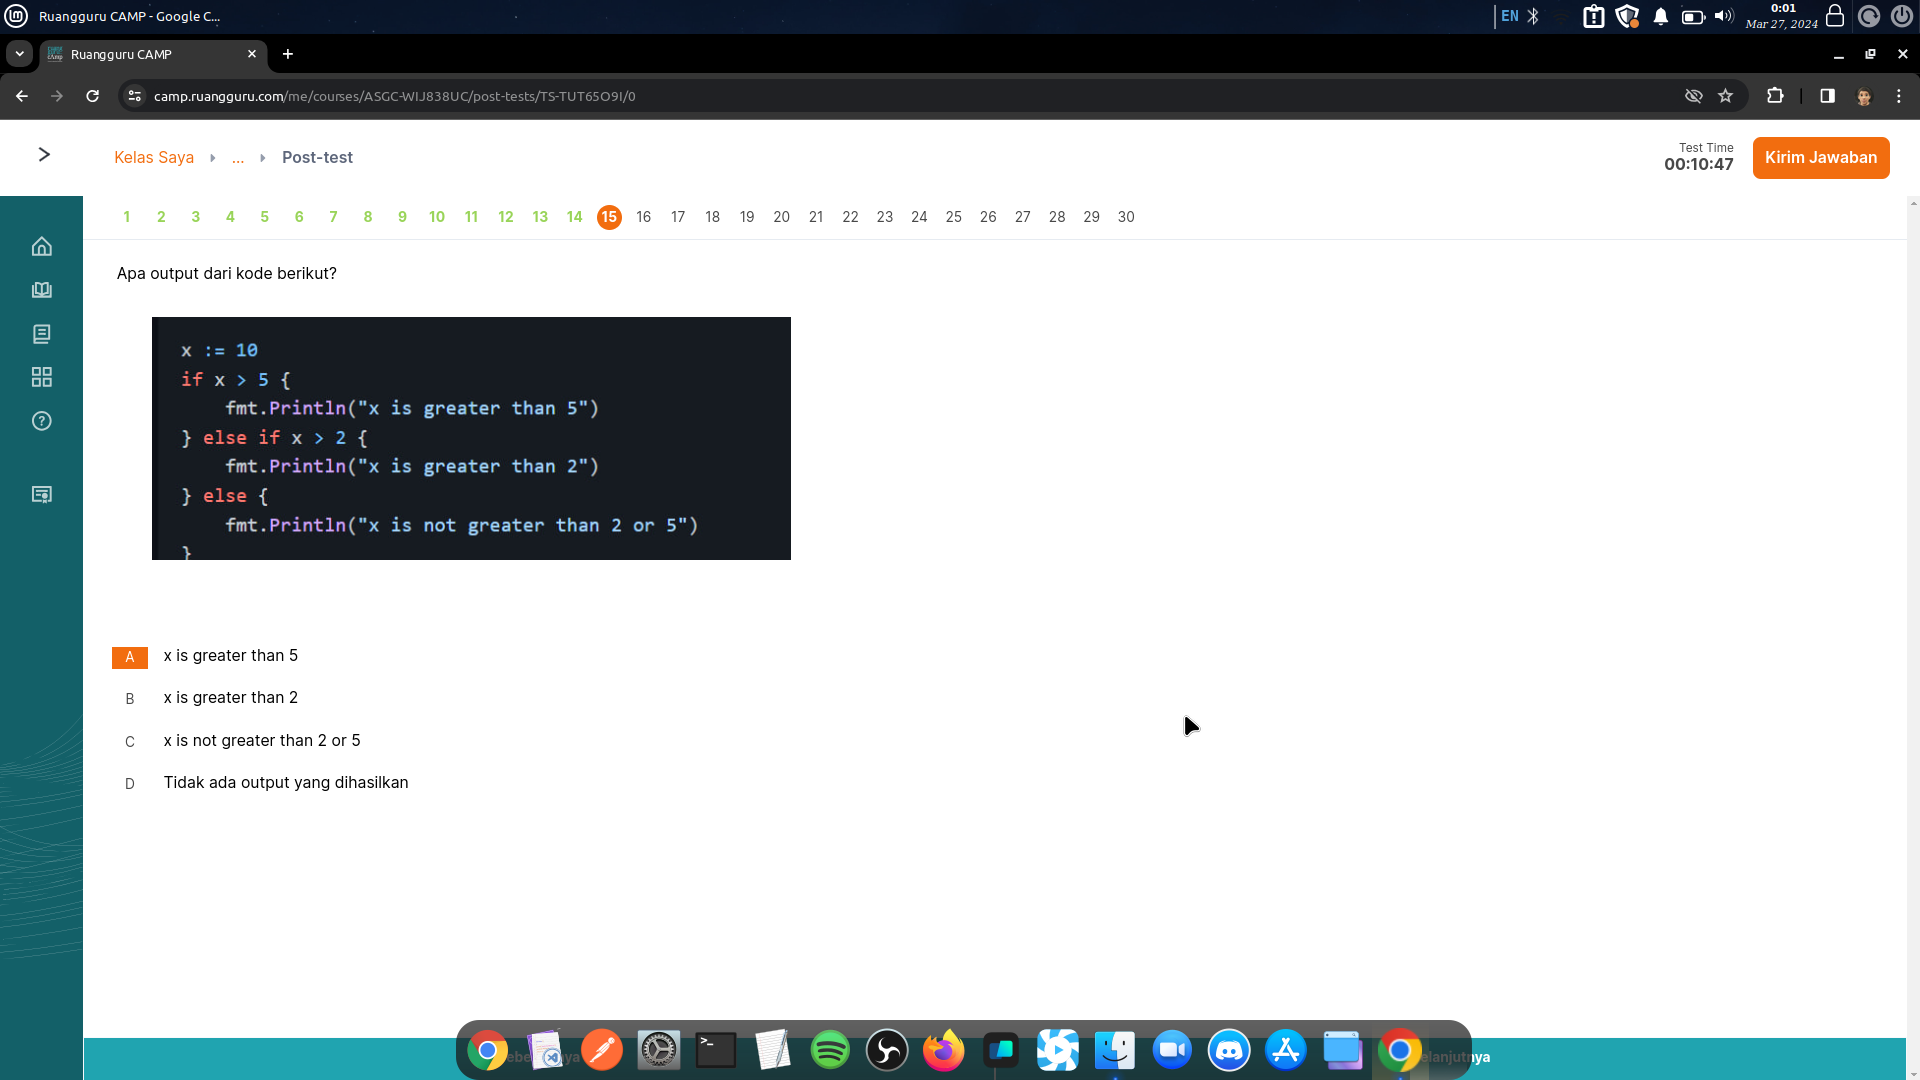 Ruangguru CAMP - Google C...
EN
0:01
Mar 27, 2024
Ruangguru CAMP
camp.ruangguru.com/me/courses/ASGC-WIJ838UC/post-tests/TS-TUT65O9I/0
Kelas Saya
...
Post-test
Test Time
00:10:47
Kirim Jawaban
1 2 3 4 5 6 7 8 9 10 11 12 13 14 15 16 17 18 19 20 21 22 23 24 25 26 27 28 29 30
Apa output dari kode berikut?
x := 10
if x > 5 {
fmt.Println("x is greater than 5")
} else if x > 2 {
fmt.Println("x is greater than 2")
} else {
fmt.Println("x is not greater than 2 or 5")
}
A x is greater than 5
B x is greater than 2
C x is not greater than 2 or 5
D Tidak ada output yang dihasilkan